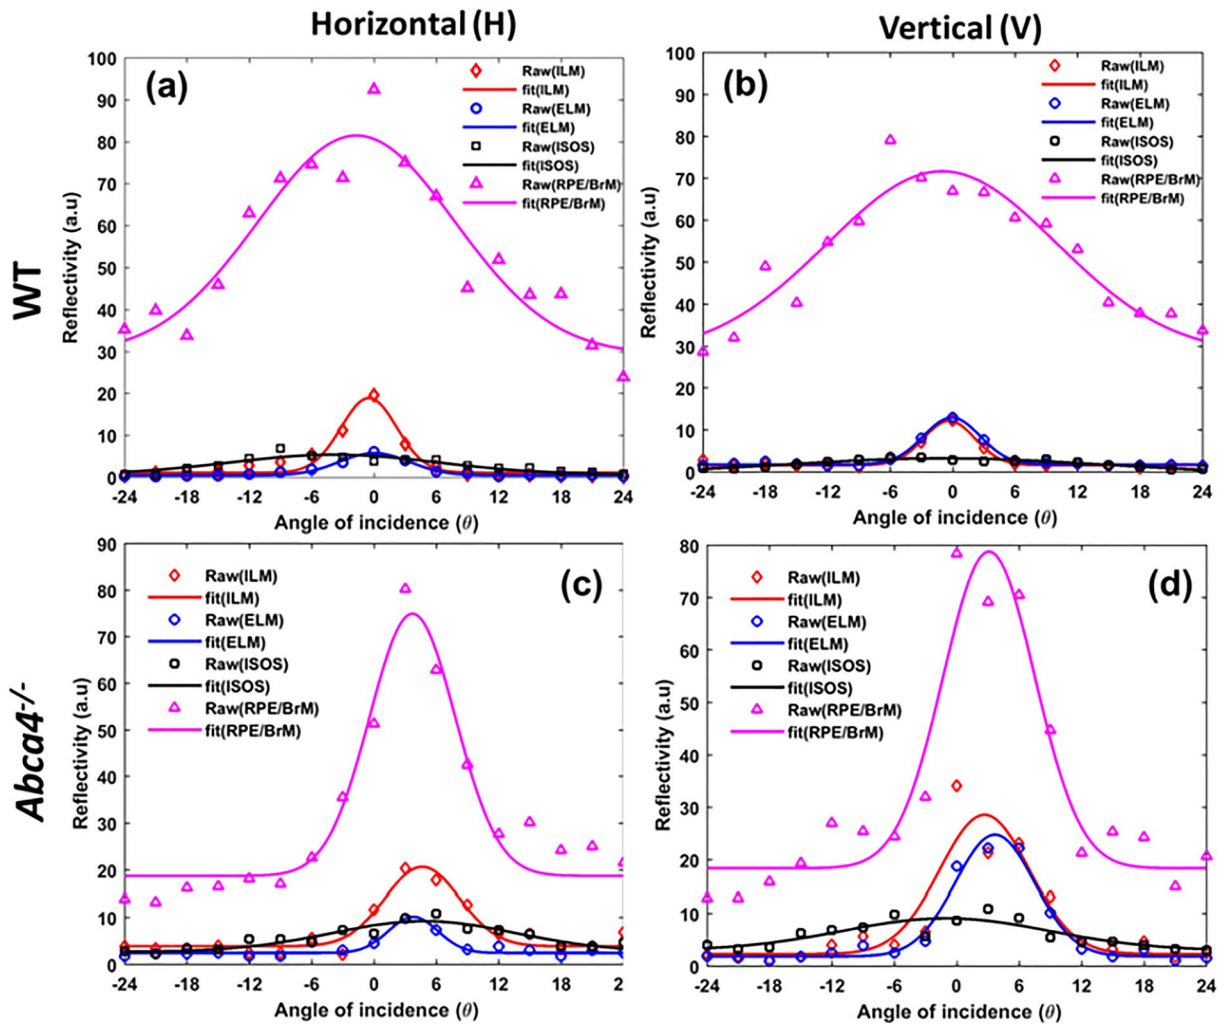 Horizontal (H)
Vertical (V)
WT
Abca4-/-
(a)
100
90
80
70
60
50
40
30
20
10
0
-24
-18
-12
-6
0
6
12
18
24
Reflectivity (a.u)
Angle of incidence (θ)
Raw(ILM)
fit(ILM)
Raw(ELM)
fit(ELM)
Raw(ISOS)
fit(ISOS)
Raw(RPE/BrM)
fit(RPE/BrM)
(b)
100
90
80
70
60
50
40
30
20
10
0
-24
-18
-12
-6
0
6
12
18
24
Reflectivity (a.u)
Angle of incidence (θ)
Raw(ILM)
fit(ILM)
Raw(ELM)
fit(ELM)
Raw(ISOS)
fit(ISOS)
Raw(RPE/BrM)
fit(RPE/BrM)
(c)
90
80
70
60
50
40
30
20
10
0
-24
-18
-12
-6
0
6
12
18
2
Reflectivity (a.u)
Angle of incidence (θ)
Raw(ILM)
fit(ILM)
Raw(ELM)
fit(ELM)
Raw(ISOS)
fit(ISOS)
Raw(RPE/BrM)
fit(RPE/BrM)
(d)
80
70
60
50
40
30
20
10
0
-24
-18
-12
-6
0
6
12
18
24
Reflectivity (a.u)
Angle of incidence (θ)
Raw(ILM)
fit(ILM)
Raw(ELM)
fit(ELM)
Raw(ISOS)
fit(ISOS)
Raw(RPE/BrM)
fit(RPE/BrM)